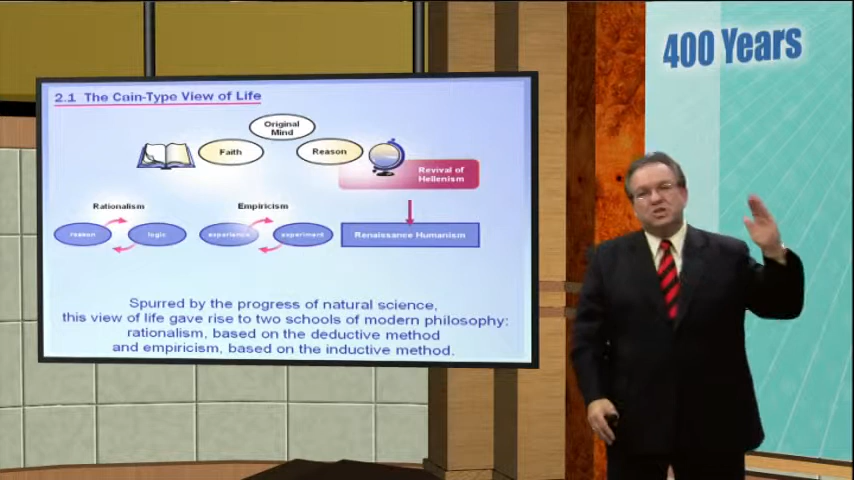 400 Years
2.1 The Cain-Type View of Life
Original
Mind
Faith
Reason
Revival of
Hellenism
Rationalism
Empiricism
reason
logic
experience
experiment
Renaissance Humanism
Spurred by the progress of natural science,
this view of life gave rise to two schools of modern philosophy:
rationalism, based on the deductive method
and empiricism, based on the inductive method.